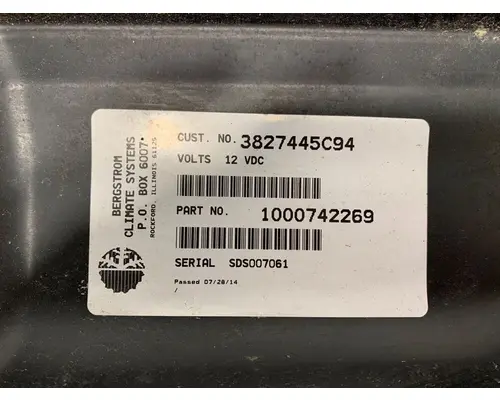 BERGSTROM
CLIMATE SYSTEMS
P.O. BOX 6007•
ROCKFORD, ILLINOIS 61125
CUST. NO. 3827445C94
VOLTS 12 VDC
PART NO. 1000742269
SERIAL SDS007061
Passed 07/28/14
/